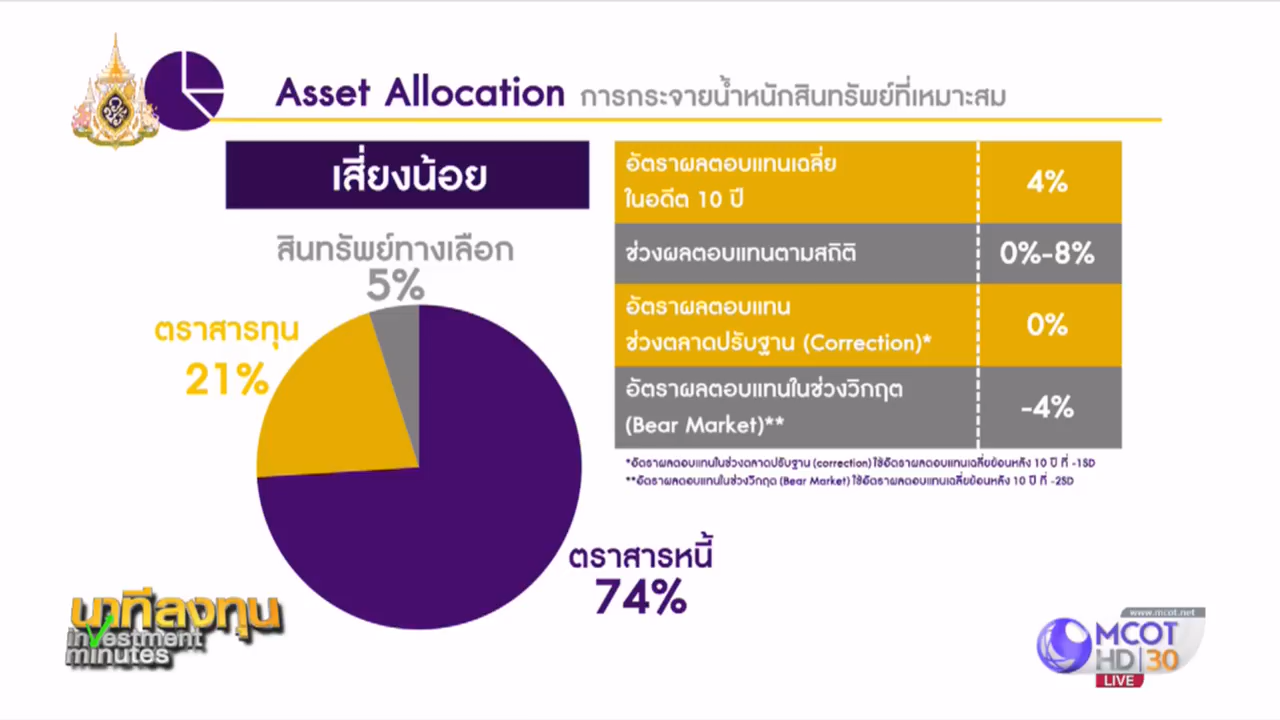 Asset Allocation การกระจายน้ำหนักสินทรัพย์ที่เหมาะสม
เสี่ยงน้อย
สินทรัพย์ทางเลือก
5%
ตราสารทุน
21%
ตราสารหนี้
74%
อัตราผลตอบแทนเฉลี่ย
ในอดีต 10 ปี
4%
ช่วงผลตอบแทนตามสถิติ
0%-8%
อัตราผลตอบแทน
ช่วงตลาดปรับฐาน (Correction)*
0%
อัตราผลตอบแทนในช่วงวิกฤต
(Bear Market)**
-4%
*อัตราผลตอบแทนในช่วงตลาดปรับฐาน (correction) ใช้อัตราผลตอบแทนเฉลี่ยย้อนหลัง 10 ปี ที่ -1SD
**อัตราผลตอบแทนในช่วงวิกฤต (Bear Market) ใช้อัตราผลตอบแทนเฉลี่ยย้อนหลัง 10 ปี ที่ -2SD
นาทีลงทุน
investment
minutes
www.mcot.net
MCOT
HD 30
LIVE